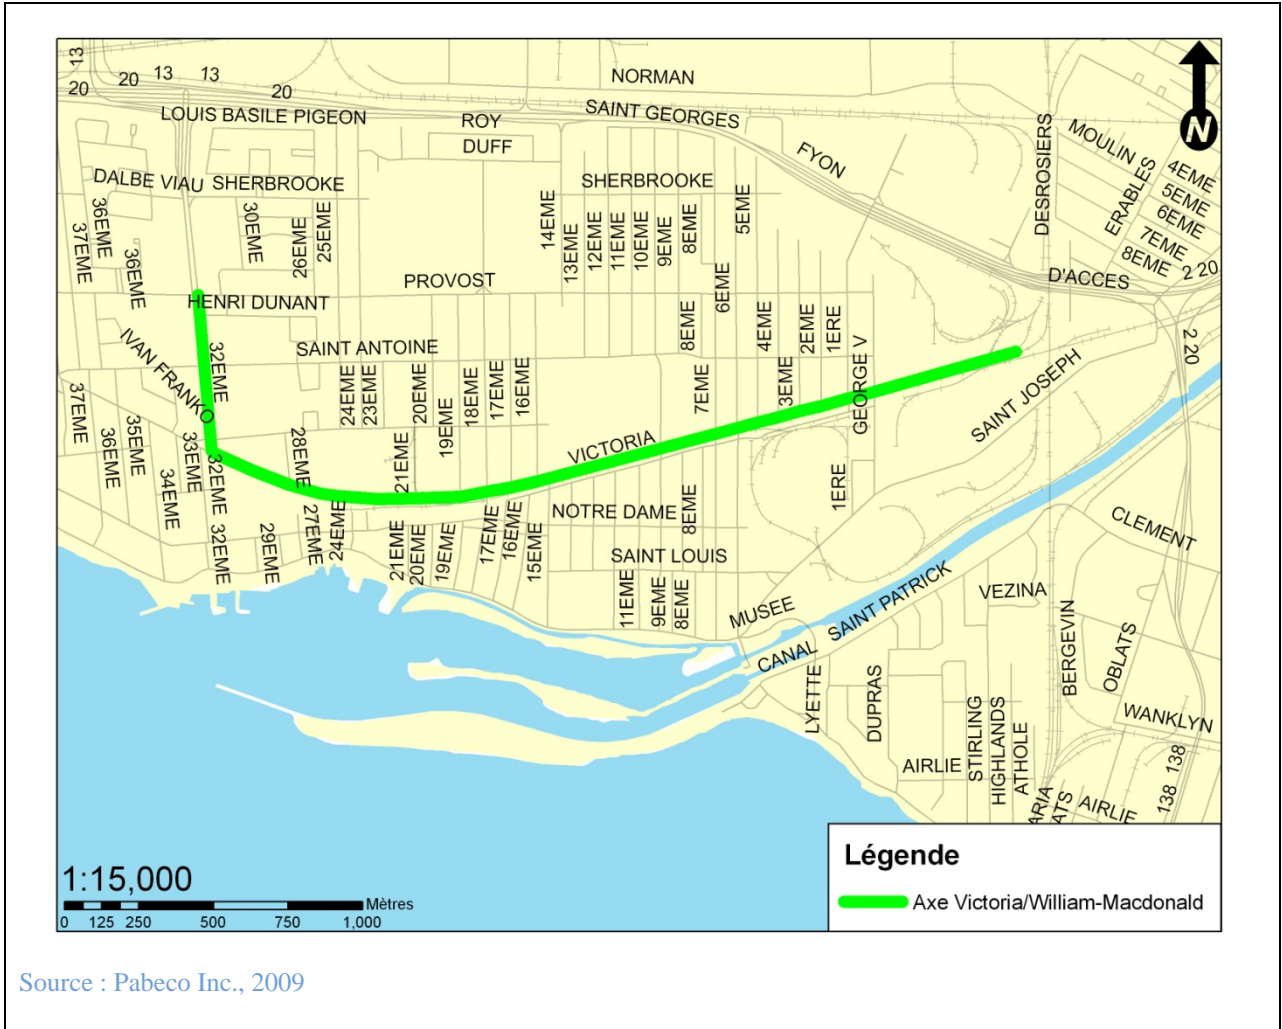 13
20
20
13
13
20
NORMAN
SAINT GEORGES
LOUIS BASILE PIGEON
ROY
DUFF
FYON
DESROSIERS
MOULIN
ERABLES
4EME
5EME
6EME
7EME
8EME
2 20
N
DALBE VIAU
SHERBROOKE
SHERBROOKE
36EME
37EME
36EME
30EME
26EME
25EME
14EME
13EME
12EME
11EME
10EME
9EME
8EME
5EME
D'ACCES
PROVOST
HENRI DUNANT
6EME
8EME
4EME
2EME
1ERE
2 20
IVAN FRANKO
32EME
SAINT ANTOINE
24EME
23EME
20EME
19EME
18EME
17EME
16EME
7EME
3EME
GEORGE V
SAINT JOSEPH
37EME
36EME
35EME
34EME
33EME
32EME
28EME
21EME
VICTORIA
1ERE
32EME
29EME
27EME
24EME
21EME
20EME
19EME
17EME
16EME
15EME
NOTRE DAME
8EME
SAINT LOUIS
11EME
9EME
8EME
MUSEE
CANAL
SAINT PATRICK
CLEMENT
VEZINA
BERGEVIN
OBLATS
LYETTE
DUPRAS
STIRLING
HIGHLANDS
ATHOLE
WANKLYN
AIRLIE
138
138
ARIA
ATS
AIRLIE
1:15,000
Mètres
0 125 250 500 750 1,000
Légende
Axe Victoria/William-Macdonald
Source : Pabeco Inc., 2009